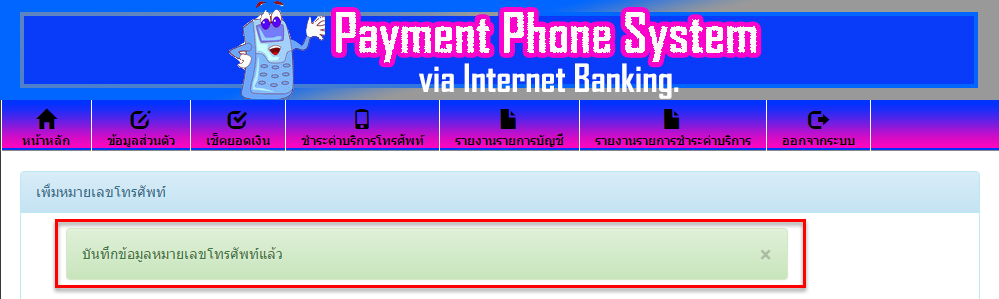 Payment Phone System
via Internet Banking.
หน้าหลัก ข้อมูลส่วนตัว เช็คยอดเงิน ชำระค่าบริการโทรศัพท์ รายงานรายการบัญชี รายงานรายการชำระค่าบริการ ออกจากระบบ
เพิ่มหมายเลขโทรศัพท์
บันทึกข้อมูลหมายเลขโทรศัพท์แล้ว ×